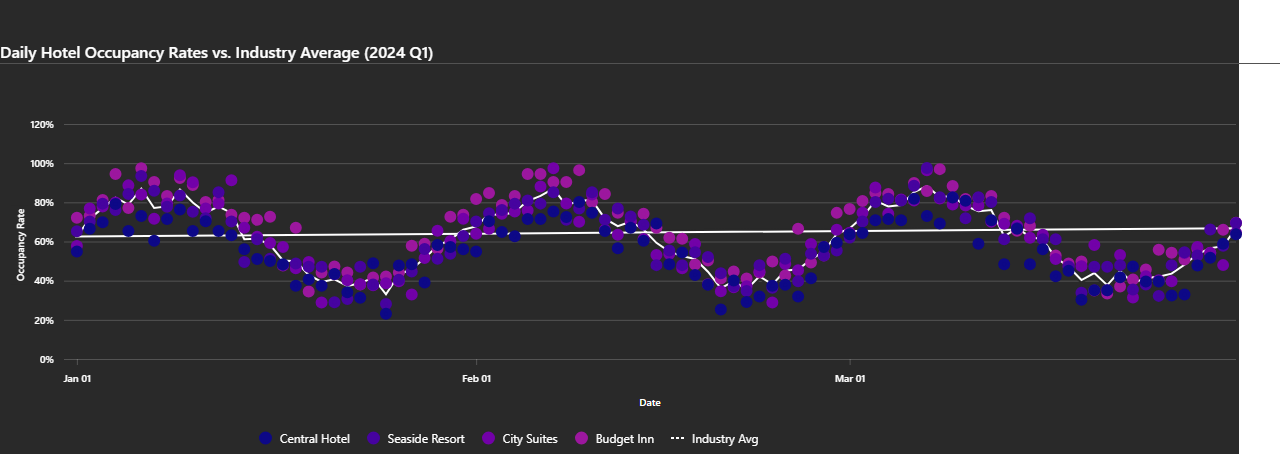 Daily Hotel Occupancy Rates vs. Industry Average (2024 Q1)
120%
100%
80%
60%
40%
20%
0%
Occupancy Rate
Jan 01
Feb 01
Mar 01
Date
Central Hotel
Seaside Resort
City Suites
Budget Inn
Industry Avg